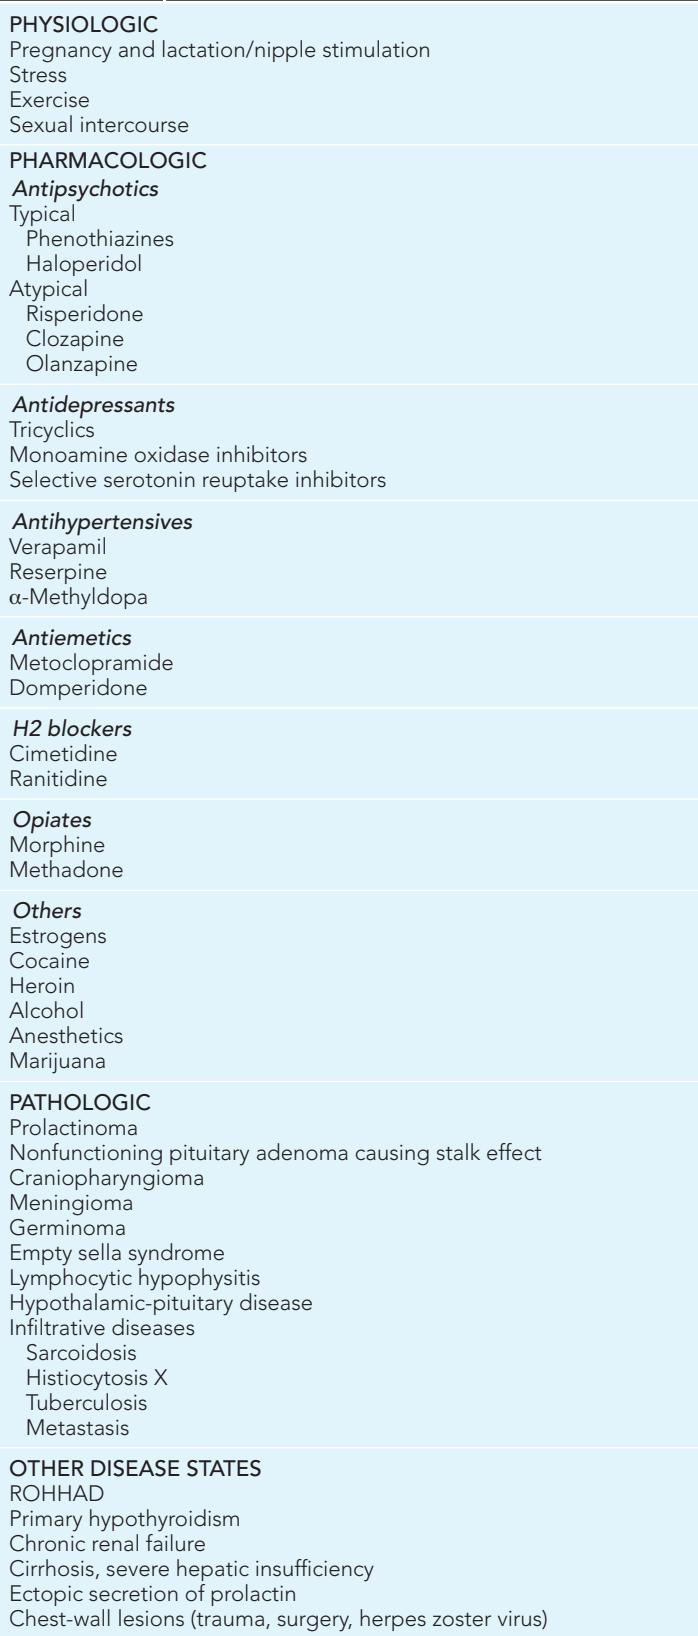 PHYSIOLOGIC
Pregnancy and lactation/nipple stimulation
Stress
Exercise
Sexual intercourse
PHARMACOLOGIC
Antipsychotics
Typical
Phenothiazines
Haloperidol
Atypical
Risperidone
Clozapine
Olanzapine
Antidepressants
Tricyclics
Monoamine oxidase inhibitors
Selective serotonin reuptake inhibitors
Antihypertensives
Verapamil
Reserpine
α-Methyldopa
Antiemetics
Metoclopramide
Domperidone
H2 blockers
Cimetidine
Ranitidine
Opiates
Morphine
Methadone
Others
Estrogens
Cocaine
Heroin
Alcohol
Anesthetics
Marijuana
PATHOLOGIC
Prolactinoma
Nonfunctioning pituitary adenoma causing stalk effect
Craniopharyngioma
Meningioma
Germinoma
Empty sella syndrome
Lymphocytic hypophysitis
Hypothalamic-pituitary disease
Infiltrative diseases
Sarcoidosis
Histiocytosis X
Tuberculosis
Metastasis
OTHER DISEASE STATES
ROHHAD
Primary hypothyroidism
Chronic renal failure
Cirrhosis, severe hepatic insufficiency
Ectopic secretion of prolactin
Chest-wall lesions (trauma, surgery, herpes zoster virus)